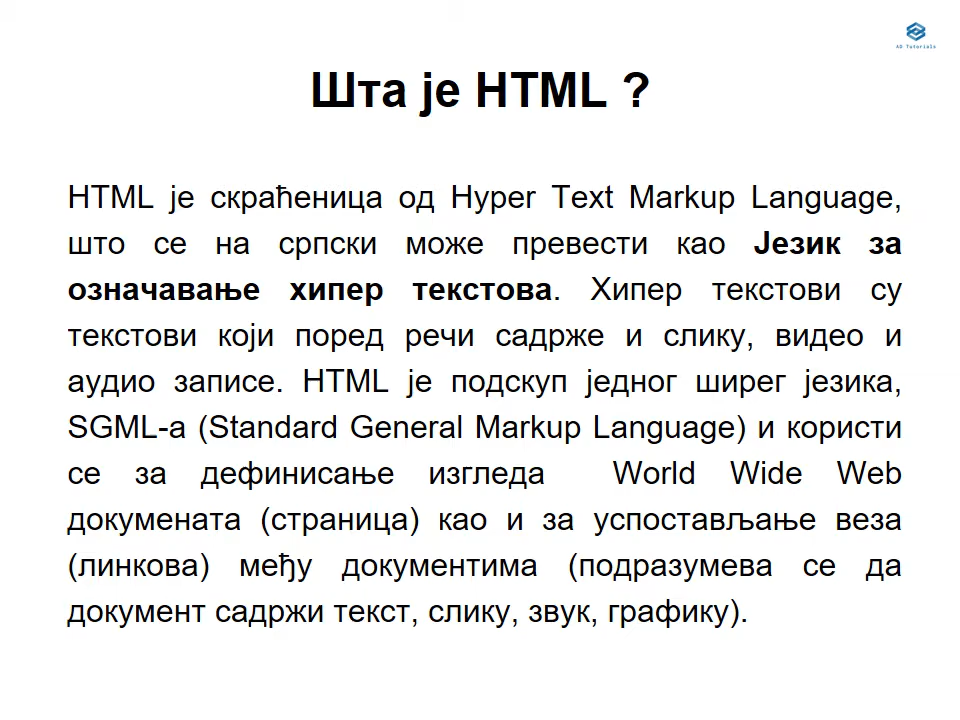 AD Tutorials
Шта је HTML ?
HTML је скраћеница од Hyper Text Markup Language,
што се на српски може превести као Језик за
означавање хипер текстова. Хипер текстови су
текстови који поред речи садрже и слику, видео и
аудио записе. HTML је подскуп једног ширег језика,
SGML-а (Standard General Markup Language) и користи
се за дефинисање изгледа World Wide Web
докумената (страница) као и за успостављање веза
(линкова) међу документима (подразумева се да
документ садржи текст, слику, звук, графику).